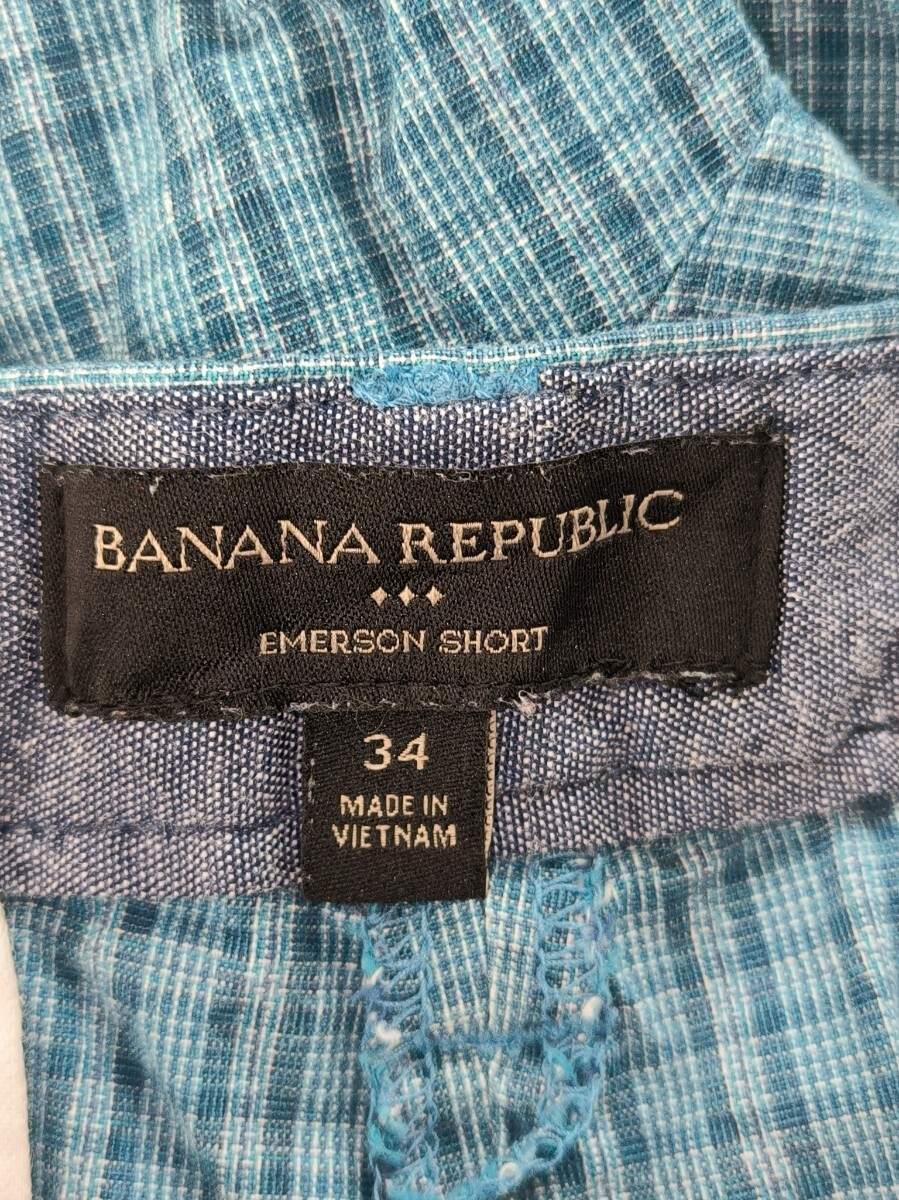 BANANA REPUBLIC
EMERSON SHORT
34
MADE IN
VIETNAM